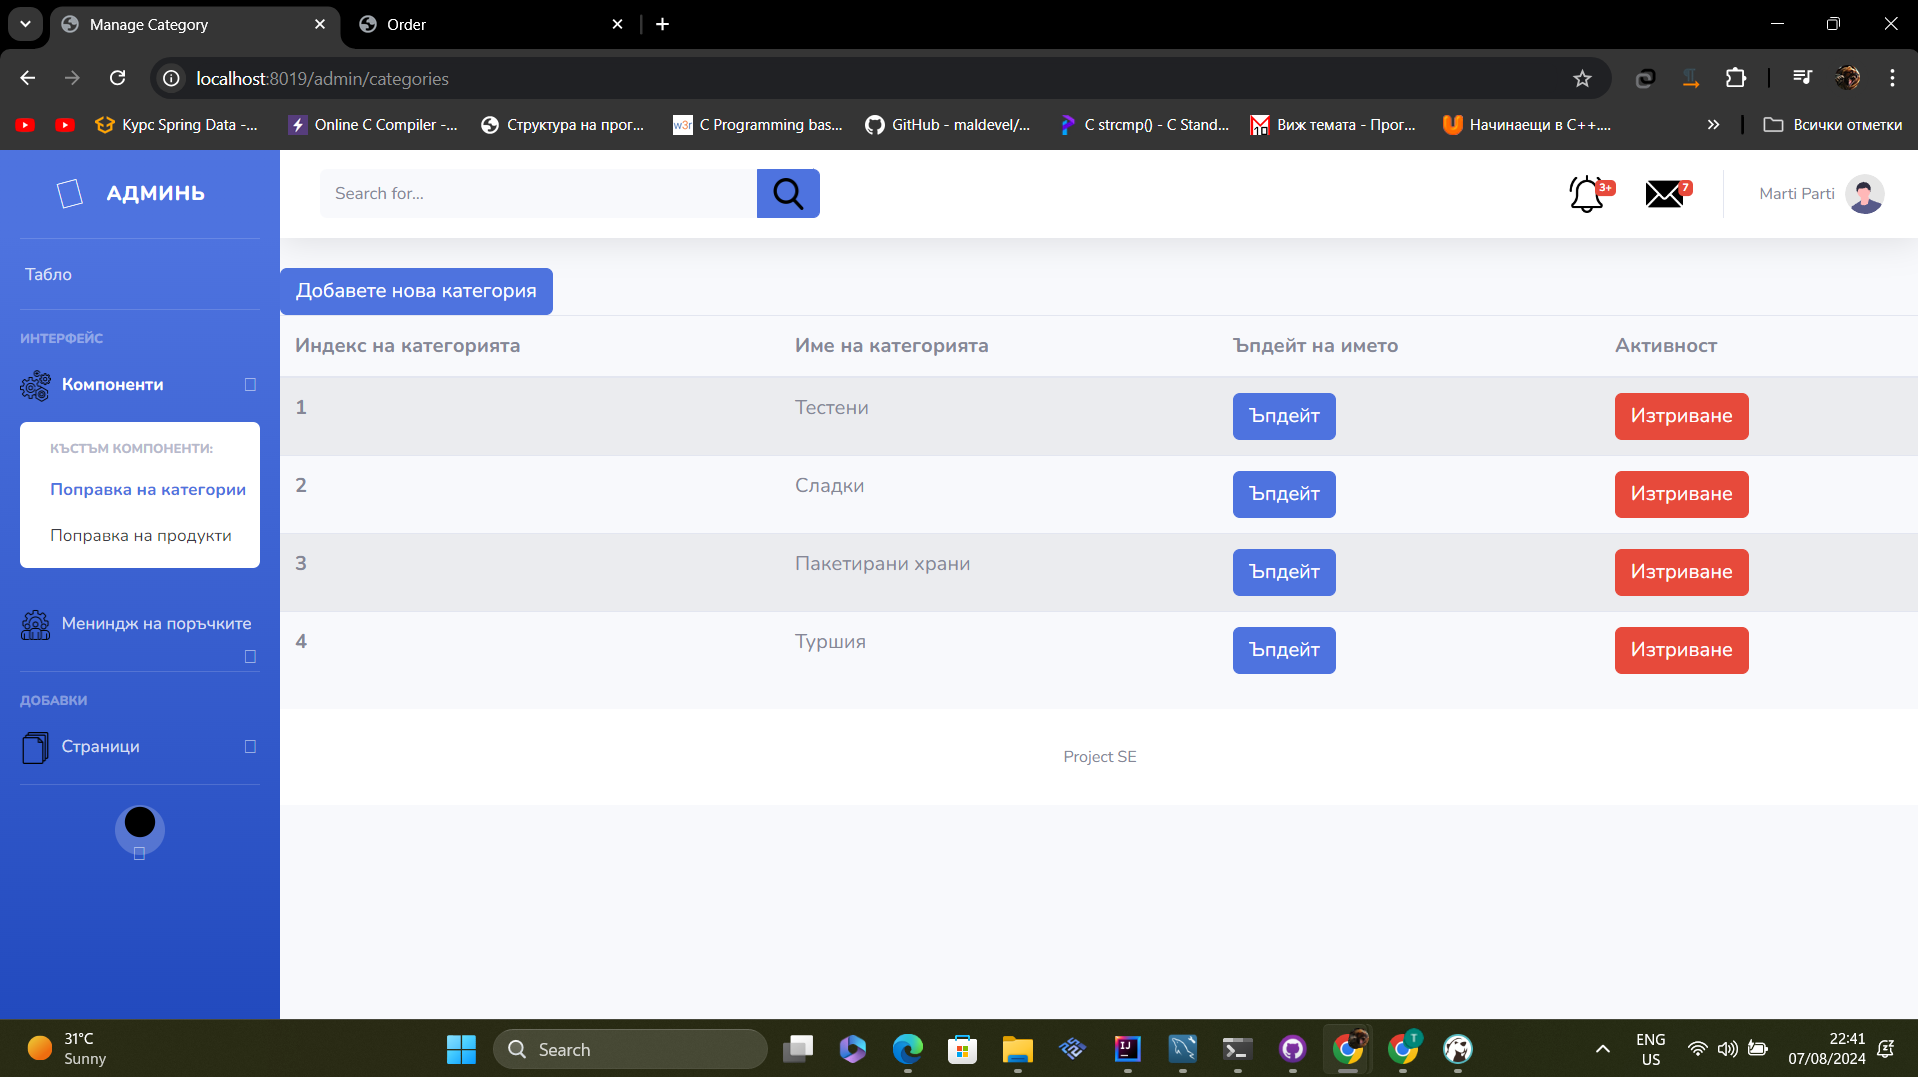 Manage Category
Order
localhost:8019/admin/categories
Курс Spring Data -...
Online C Compiler -...
Структура на прог...
w3r
C Programming bas...
GitHub - maldevel/...
C strcmp() - C Stand...
10
Виж темата - Прог...
Начинаещи в C++....
Всички отметки
АДМИНЬ
Search for...
3+
7
Marti Parti
Табло
Добавете нова категория
ИНТЕРФЕЙС
Компоненти
КЪСТЪМ КОМПОНЕНТИ:
Поправка на категории
Поправка на продукти
Мениндж на поръчките
ДОБАВКИ
Страници
Индекс на категорията Име на категорията Ъпдейт на името Активност
1 Тестени Ъпдейт Изтриване
2 Сладки Ъпдейт Изтриване
3 Пакетирани храни Ъпдейт Изтриване
4 Туршия Ъпдейт Изтриване
Project SE
31°C
Sunny
Search
IJ
T
ENG
US
22:41
07/08/2024